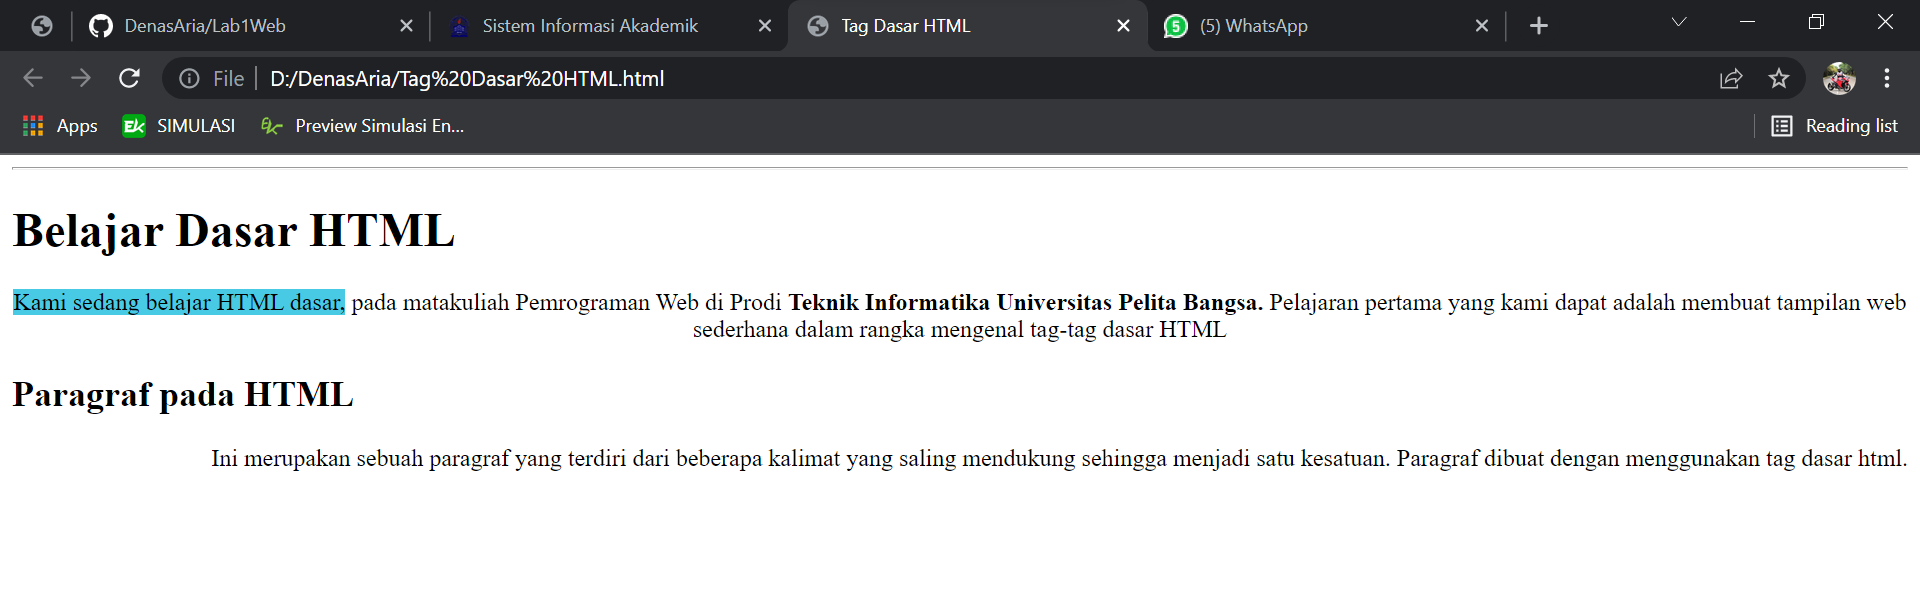 DenasAria/Lab1Web
Sistem Informasi Akademik
Tag Dasar HTML
5
(5) WhatsApp
File
D:/DenasAria/Tag%20Dasar%20HTML.html
Apps
Ek SIMULASI
Ek Preview Simulasi En...
Reading list
Belajar Dasar HTML
Kami sedang belajar HTML dasar, pada matakuliah Pemrograman Web di Prodi Teknik Informatika Universitas Pelita Bangsa. Pelajaran pertama yang kami dapat adalah membuat tampilan web
sederhana dalam rangka mengenal tag-tag dasar HTML
Paragraf pada HTML
Ini merupakan sebuah paragraf yang terdiri dari beberapa kalimat yang saling mendukung sehingga menjadi satu kesatuan. Paragraf dibuat dengan menggunakan tag dasar html.